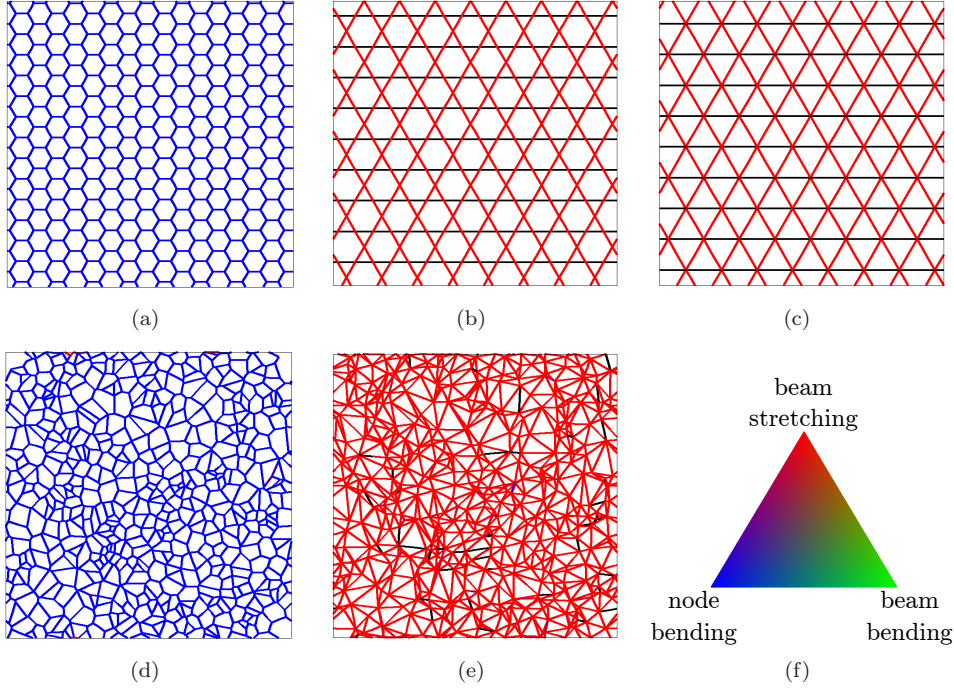 (a)
(b)
(c)
beam
stretching
node
bending
beam
bending
(d)
(e)
(f)